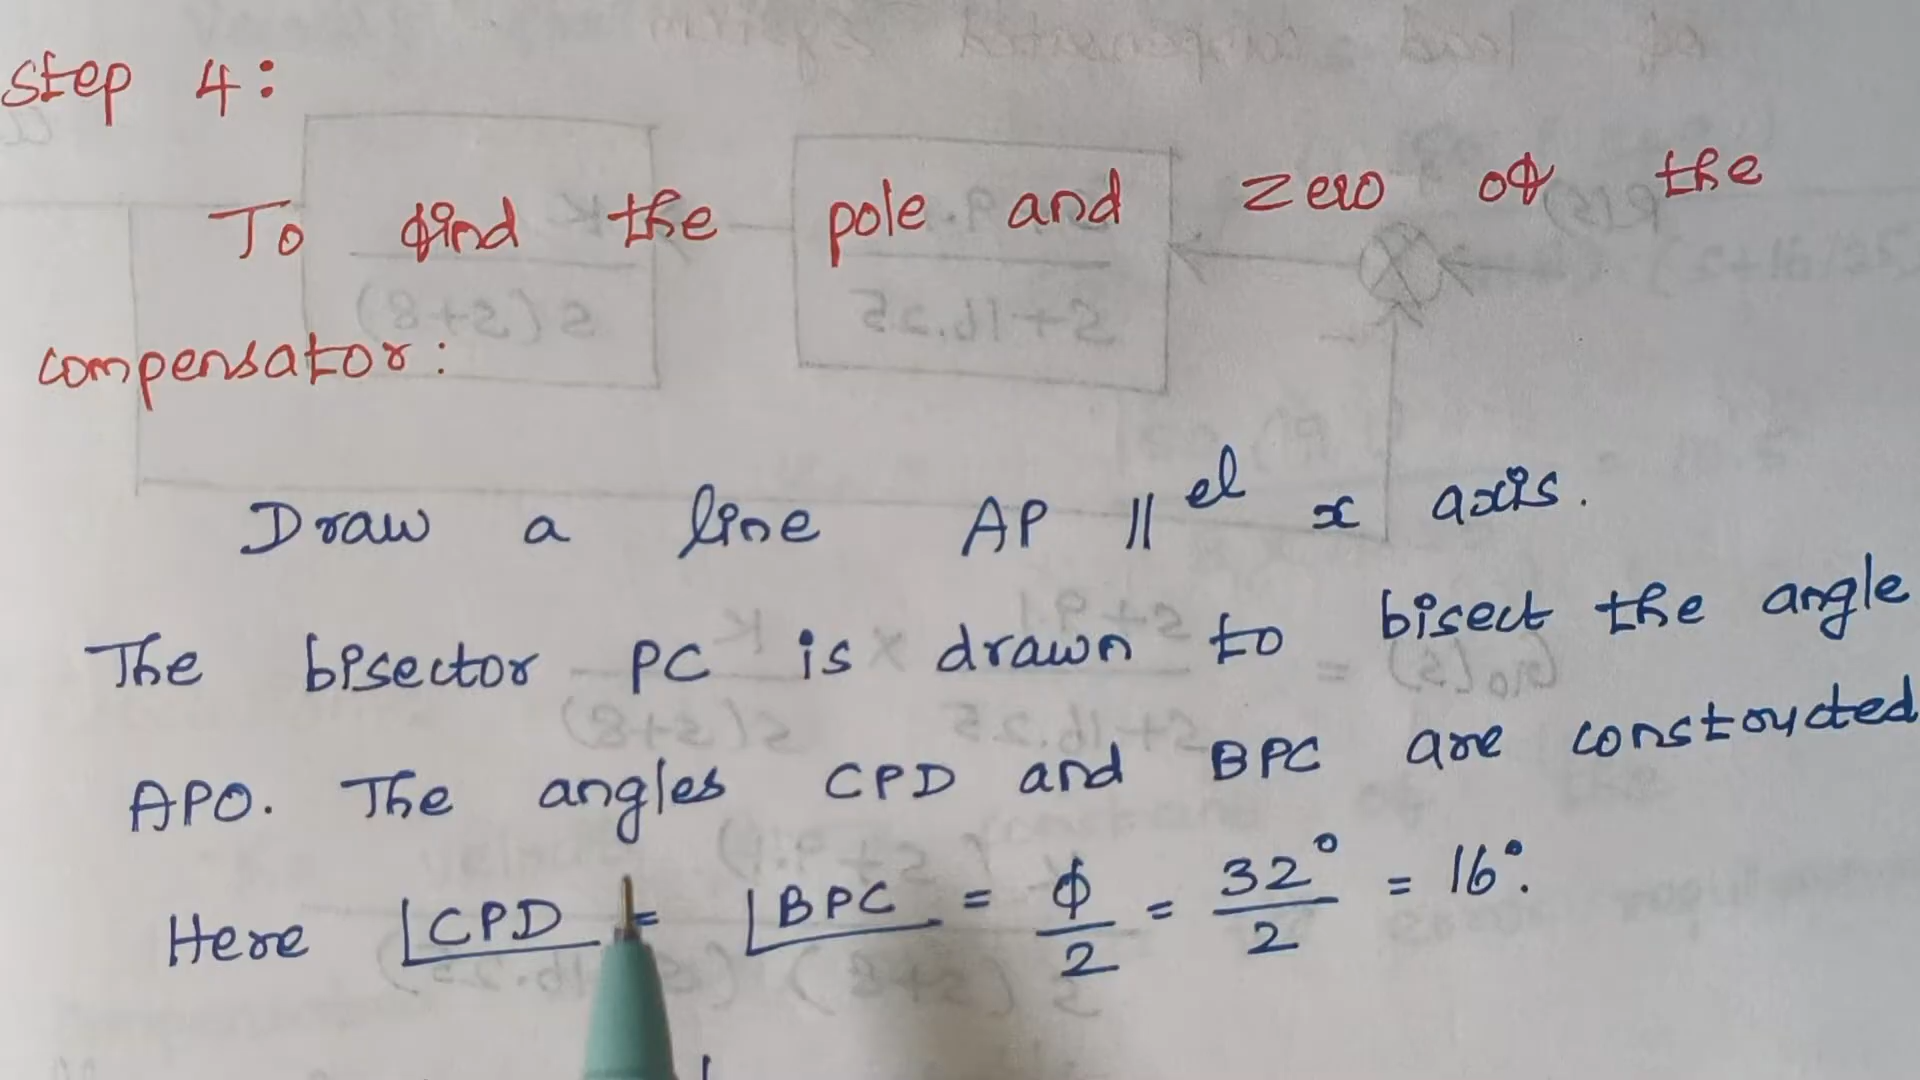 Step 4:
To find the pole and zero of the
compensator:
Draw a line AP ||el x axis.
The bisector PC is drawn to bisect the angle
APO. The angles CPD and BPC are constructed
Here ∠CPD = ∠BPC = ϕ/2 = 32°/2 = 16°.